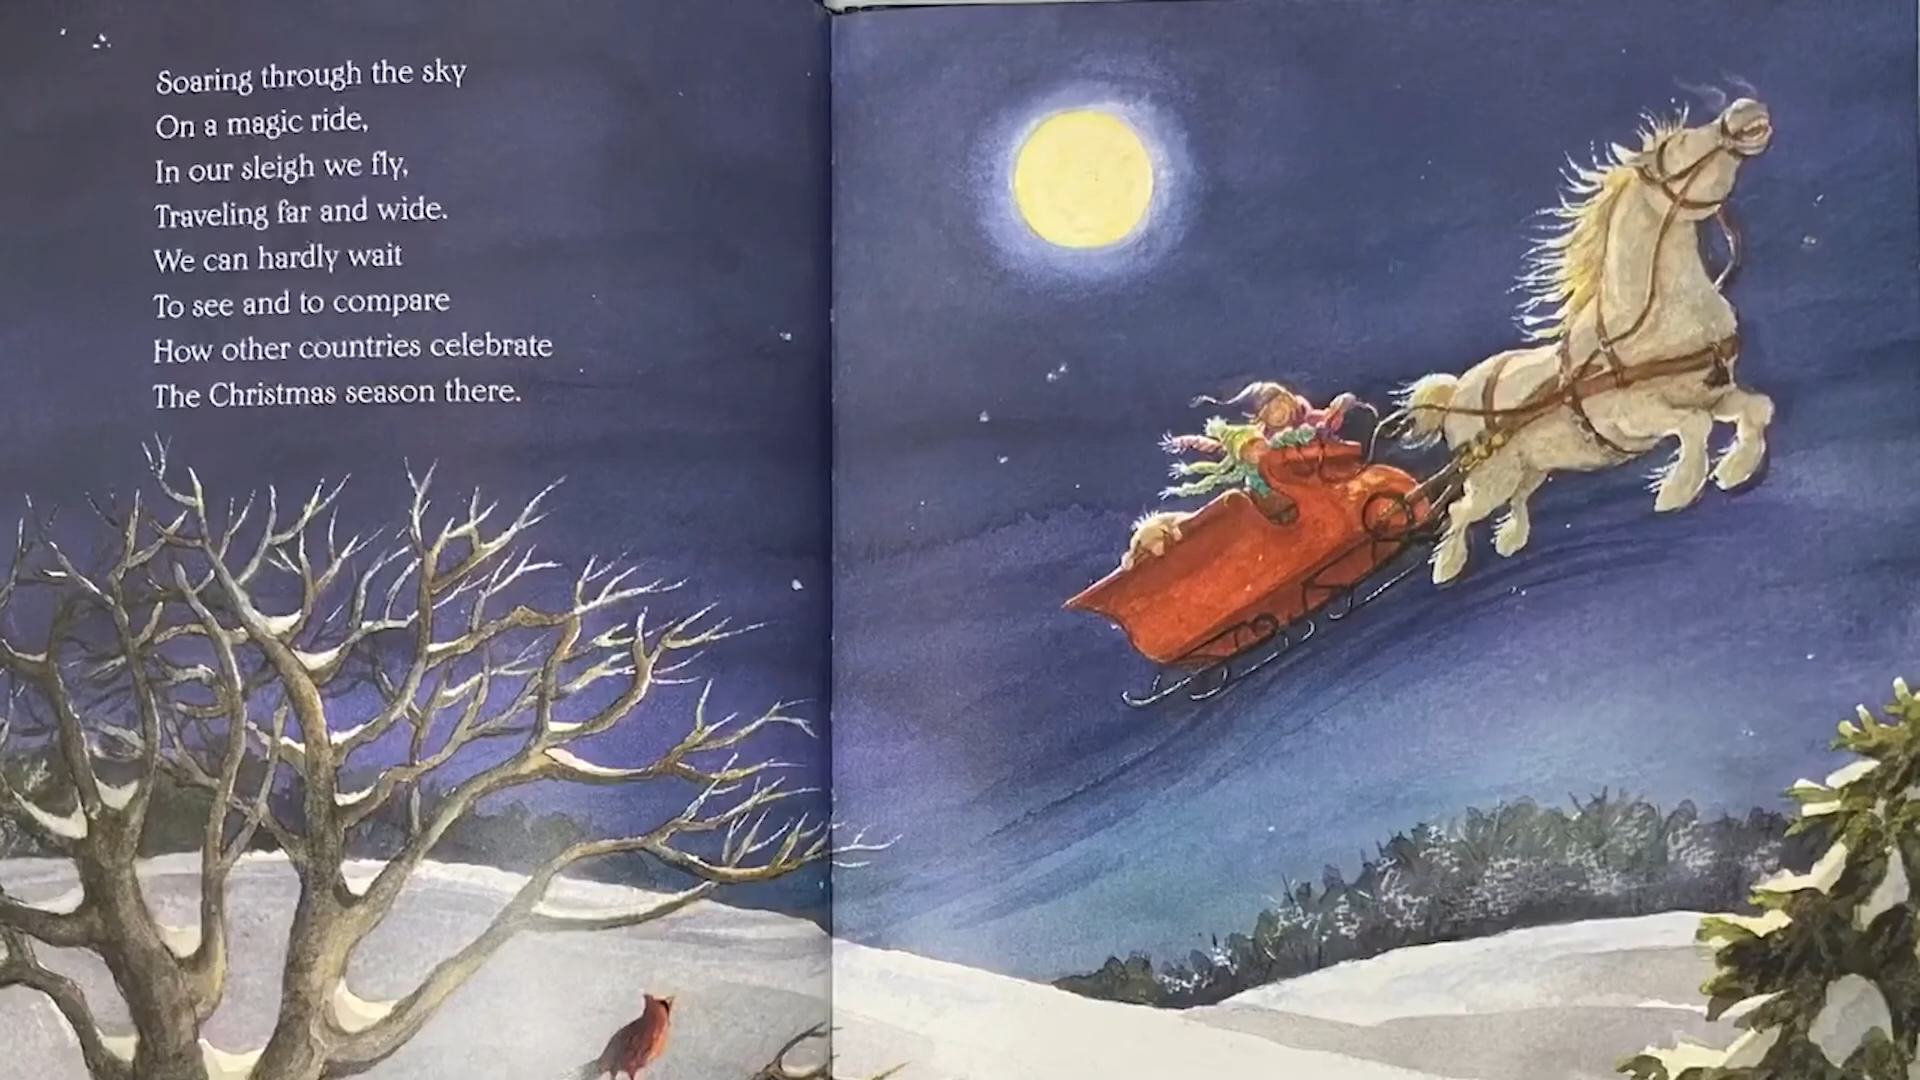 Soaring through the sky
On a magic ride,
In our sleigh we fly,
Traveling far and wide.
We can hardly wait
To see and to compare
How other countries celebrate
The Christmas season there.